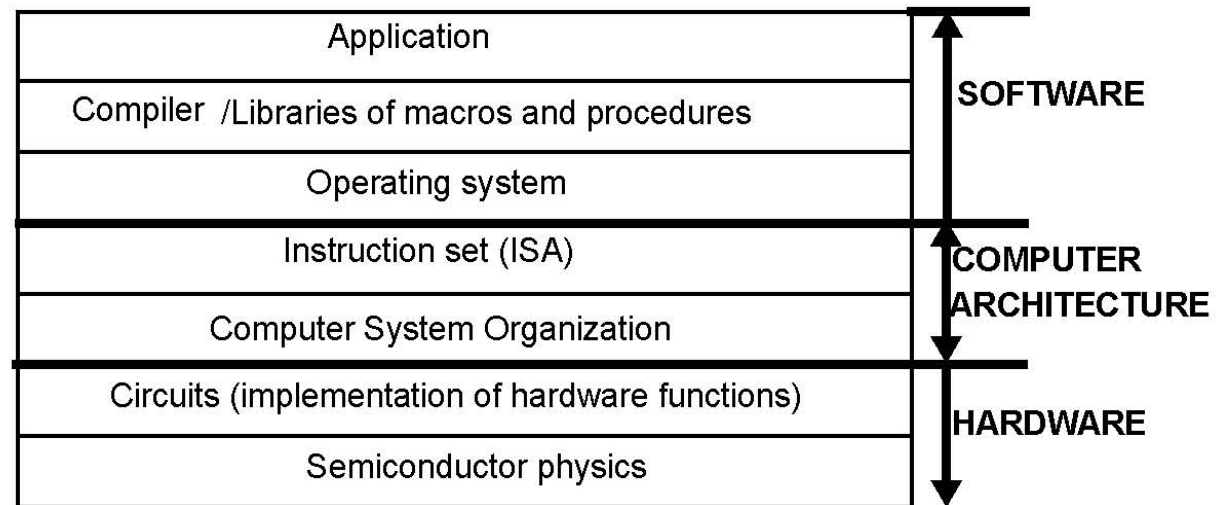 Application
Compiler /Libraries of macros and procedures
SOFTWARE
Operating system
Instruction set (ISA)
COMPUTER
ARCHITECTURE
Computer System Organization
Circuits (implementation of hardware functions)
HARDWARE
Semiconductor physics